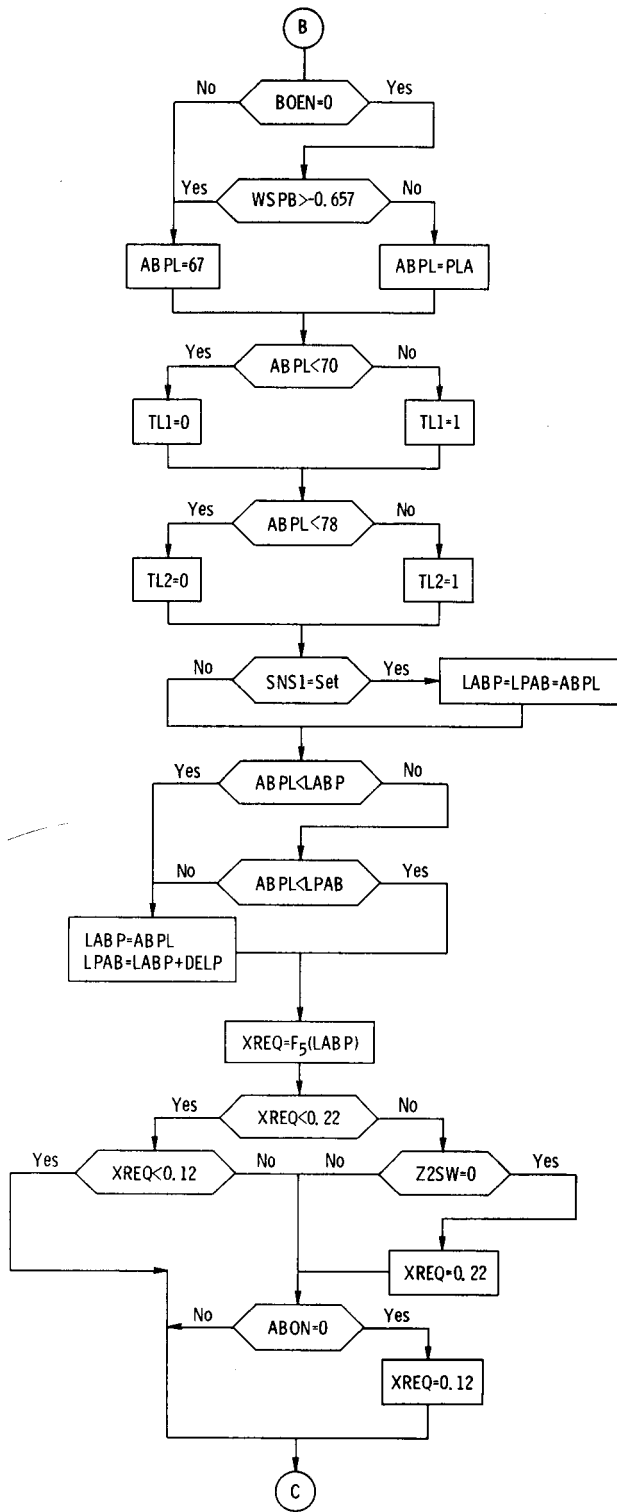 B
No
BOEN=0
Yes
Yes
WSPB>-0.657
No
ABPL=67
ABPL=PLA
Yes
ABPL<70
No
TL1=0
TL1=1
Yes
ABPL<78
No
TL2=0
TL2=1
No
SNS1=Set
Yes
LABP=LPAB=ABPL
Yes
ABPL<LABP
No
No
ABPL<LPAB
Yes
LABP=ABPL
LPAB=LABP+DELP
XREQ=F5(LABP)
Yes
XREQ<0.22
No
Yes
XREQ<0.12
No
No
Z2SW=0
Yes
XREQ=0.22
No
ABON=0
Yes
XREQ=0.12
C